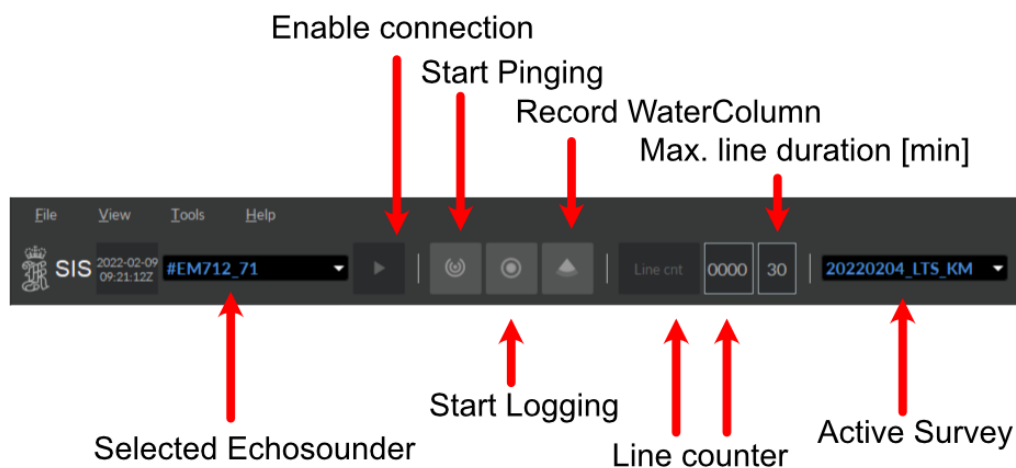 Enable connection
Start Pinging
Record WaterColumn
Max. line duration [min]
File View Tools Help
SIS 2022-02-09 09:21:12Z #EM712_71 Line cnt 0000 30 20220204_LTS_KM
Start Logging
Selected Echosounder
Line counter
Active Survey